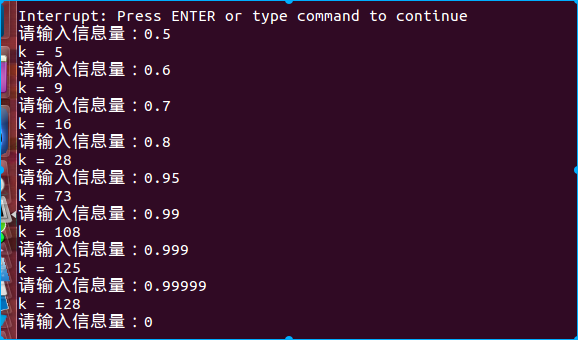 Interrupt: Press ENTER or type command to continue
请输入信息量：0.5
k = 5
请输入信息量：0.6
k = 9
请输入信息量：0.7
k = 16
请输入信息量：0.8
k = 28
请输入信息量：0.95
k = 73
请输入信息量：0.99
k = 108
请输入信息量：0.999
k = 125
请输入信息量：0.99999
k = 128
请输入信息量：0